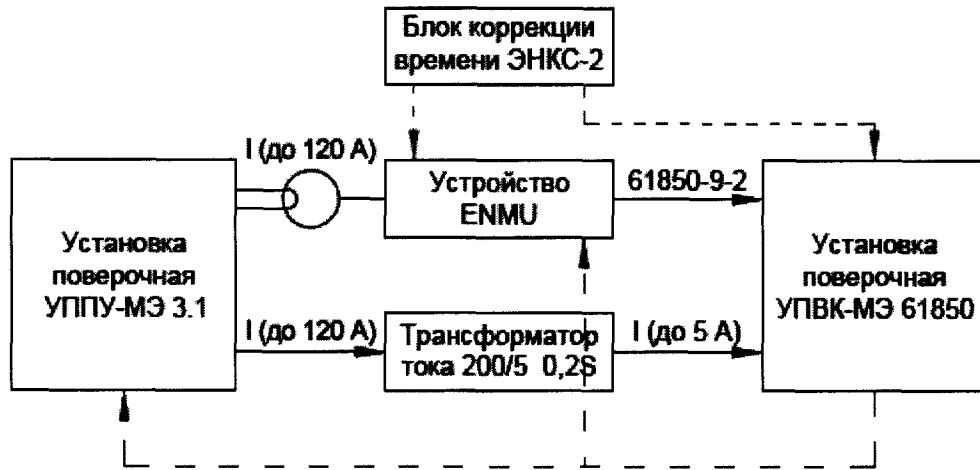 Блок коррекции
времени ЭНКС-2
I (до 120 А)
Устройство
ENMU
61850-9-2
Установка
поверочная
УППУ-МЭ 3.1
Установка
поверочная
УПВК-МЭ 61850
I (до 120 А)
Трансформатор
тока 200/5 0,2S
I (до 5 А)